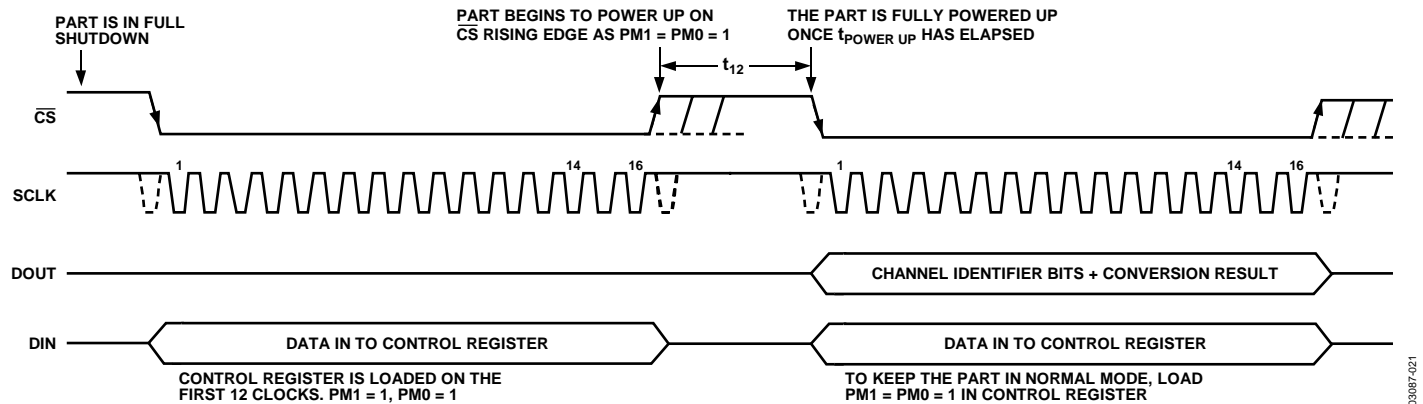 PART IS IN FULL
SHUTDOWN
PART BEGINS TO POWER UP ON
CS RISING EDGE AS PM1 = PM0 = 1
THE PART IS FULLY POWERED UP
ONCE tPOWER UP HAS ELAPSED
t12
CS
SCLK
1
14
16
1
14
16
DOUT
CHANNEL IDENTIFIER BITS + CONVERSION RESULT
DIN
DATA IN TO CONTROL REGISTER
DATA IN TO CONTROL REGISTER
CONTROL REGISTER IS LOADED ON THE
FIRST 12 CLOCKS. PM1 = 1, PM0 = 1
TO KEEP THE PART IN NORMAL MODE, LOAD
PM1 = PM0 = 1 IN CONTROL REGISTER
03087-021